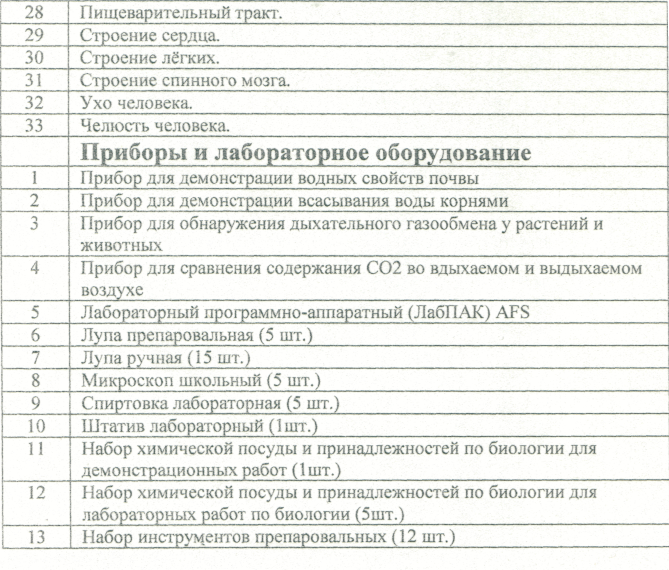 28 Пищеварительный тракт.
29 Строение сердца.
30 Строение лёгких.
31 Строение спинного мозга.
32 Ухо человека.
33 Челюсть человека.
Приборы и лабораторное оборудование
1 Прибор для демонстрации водных свойств почвы
2 Прибор для демонстрации всасывания воды корнями
3 Прибор для обнаружения дыхательного газообмена у растений и
животных
4 Прибор для сравнения содержания СО2 во вдыхаемом и выдыхаемом
воздухе
5 Лабораторный программно-аппаратный (ЛабПАК) AFS
6 Лупа препаровальная (5 шт.)
7 Лупа ручная (15 шт.)
8 Микроскоп школьный (5 шт.)
9 Спиртовка лабораторная (5 шт.)
10 Штатив лабораторный (1шт.)
11 Набор химической посуды и принадлежностей по биологии для
демонстрационных работ (1шт.)
12 Набор химической посуды и принадлежностей по биологии для
лабораторных работ по биологии (5шт.)
13 Набор инструментов препаровальных (12 шт.)